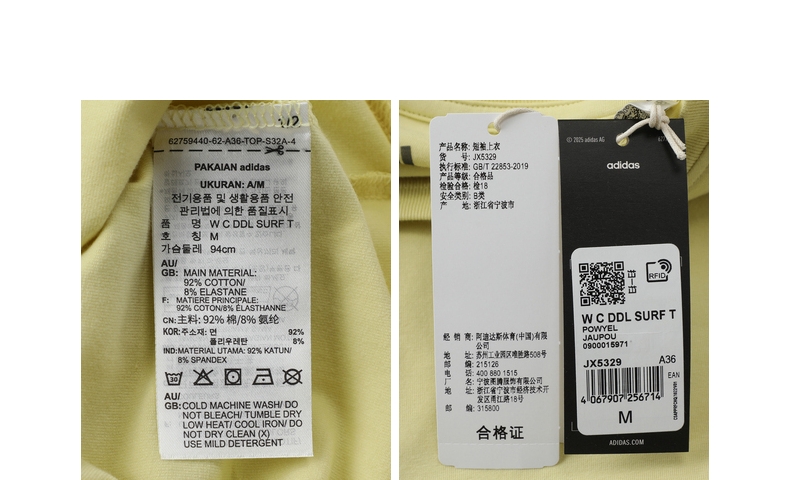 1/2
62759440-62-A36-TOP-S32A-4
PAKAIAN adidas
UKURAN: A/M
전기용품 및 생활용품 안전
관리법에 의한 품질표시
품 명 W C DDL SURF T
호 칭 M
가슴둘레 94cm
AU/
GB: MAIN MATERIAL:
92% COTTON/
8% ELASTANE
F: MATIERE PRINCIPALE:
92% COTON/8% ÉLASTHANNE
CN: 主料: 92% 棉/8% 氨纶
KOR: 주소재: 면 92%
폴리우레탄 8%
IND: MATERIAL UTAMA: 92% KATUN/
8% SPANDEX
AU/
GB: COLD MACHINE WASH/ DO
NOT BLEACH/ TUMBLE DRY
LOW HEAT/ COOL IRON/ DO
NOT DRY CLEAN (X)
USE MILD DETERGENT
产品名称: 短袖上衣
货 号: JX5329
执行标准: GB/T 22853-2019
产品等级: 合格品
检验合格: 检18
安全类别: B类
产 地: 浙江省宁波市
经 销 商: 阿迪达斯体育(中国)有限
公司
地 址: 苏州工业园区唯胜路508号
邮 编: 215126
电 话: 400 880 1515
厂 名:
地 址: 浙江省宁波市经济技术开
发区甬江路18号
邮 编: 315800
合格证
© 2025 adidas AG
adidas
RFID
W C DDL SURF T
POWYEL
JAUPOU
0900015971
JX5329 A36
EAN
4 067907 256714
M
ADIDAS.COM